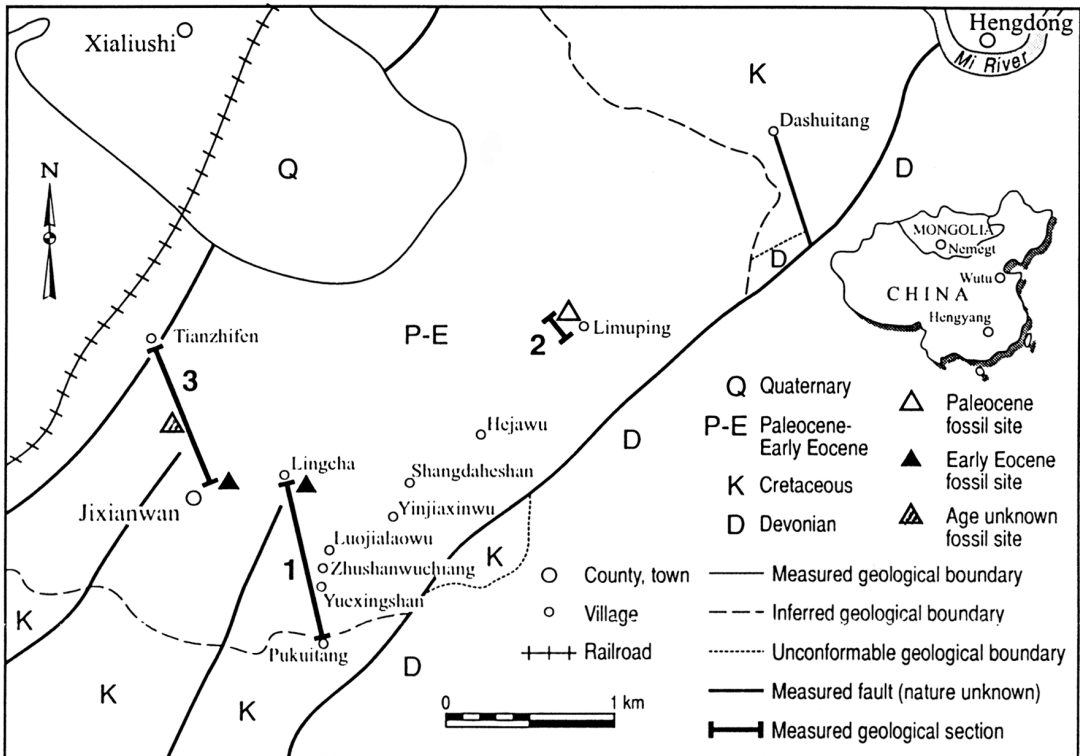 Xialiushi
Hengdong
Mi River
K
Dashuitang
N
Q
D
MONGOLIA
Nemegt
Wutu
CHINA
Hengyang
D
Tianzhifen
P-E
2
Limuping
3
Hejawu
D
Lingcha
Shangdaheshan
Jixianwan
Yinjiaxinwu
Luojialaowu
K
1
Zhushanwuchiang
Yuexingshan
K
Pukuitang
D
K
K
Q Quaternary
P-E Paleocene-
Early Eocene
K Cretaceous
D Devonian
Paleocene
fossil site
Early Eocene
fossil site
Age unknown
fossil site
County, town
Village
Railroad
Measured geological boundary
Inferred geological boundary
Unconformable geological boundary
Measured fault (nature unknown)
Measured geological section
0 1 km